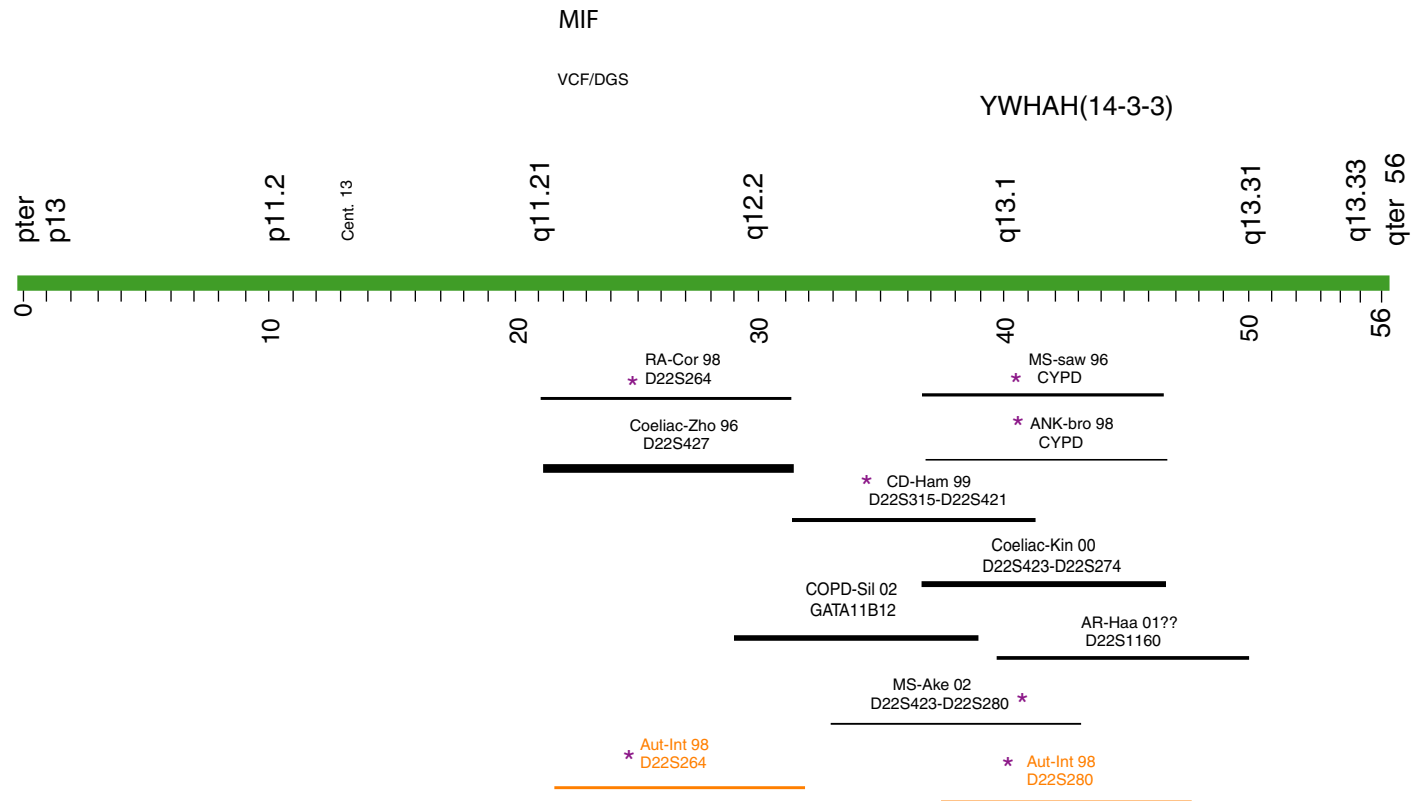 MIF
VCF/DGS
YWHAH(14-3-3)
pter
p13
p11.2
Cent. 13
q11.21
q12.2
q13.1
q13.31
q13.33
qter 56
0
10
20
30
40
50
56
RA-Cor 98
* D22S264
MS-saw 96
* CYPD
Coeliac-Zho 96
D22S427
* ANK-bro 98
CYPD
* CD-Ham 99
D22S315-D22S421
Coeliac-Kin 00
D22S423-D22S274
COPD-Sil 02
GATA11B12
AR-Haa 01??
D22S1160
MS-Ake 02
D22S423-D22S280 *
* Aut-Int 98
D22S264
* Aut-Int 98
D22S280